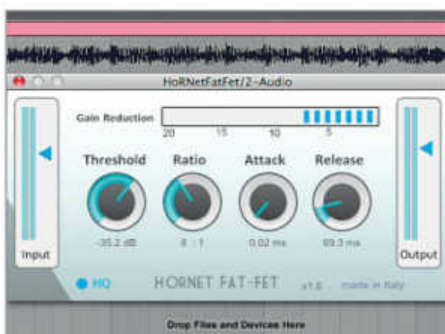 HoRNetFatFet/2-Audio
Gain Reduction
20 15 10 5
Threshold Ratio Attack Release
-35.2 dB 8 : 1 0.02 ms 69.3 ms
Input Output
HQ HORNET FAT-FET v1.0 made in Italy
Drop Files and Devices Here